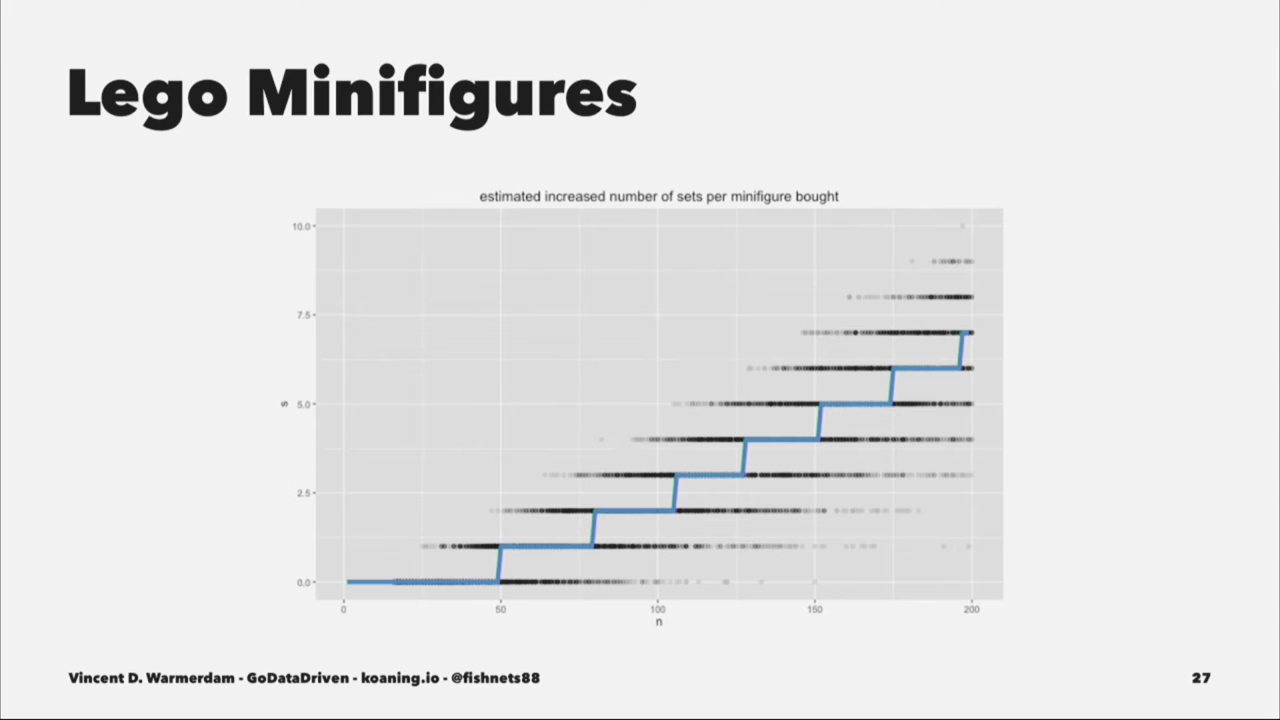 Lego Minifigures
estimated increased number of sets per minifigure bought
10.0
7.5
s
5.0
2.5
0.0
0 50 100 150 200
n
Vincent D. Warmerdam - GoDataDriven - koaning.io - @fishnets88
27